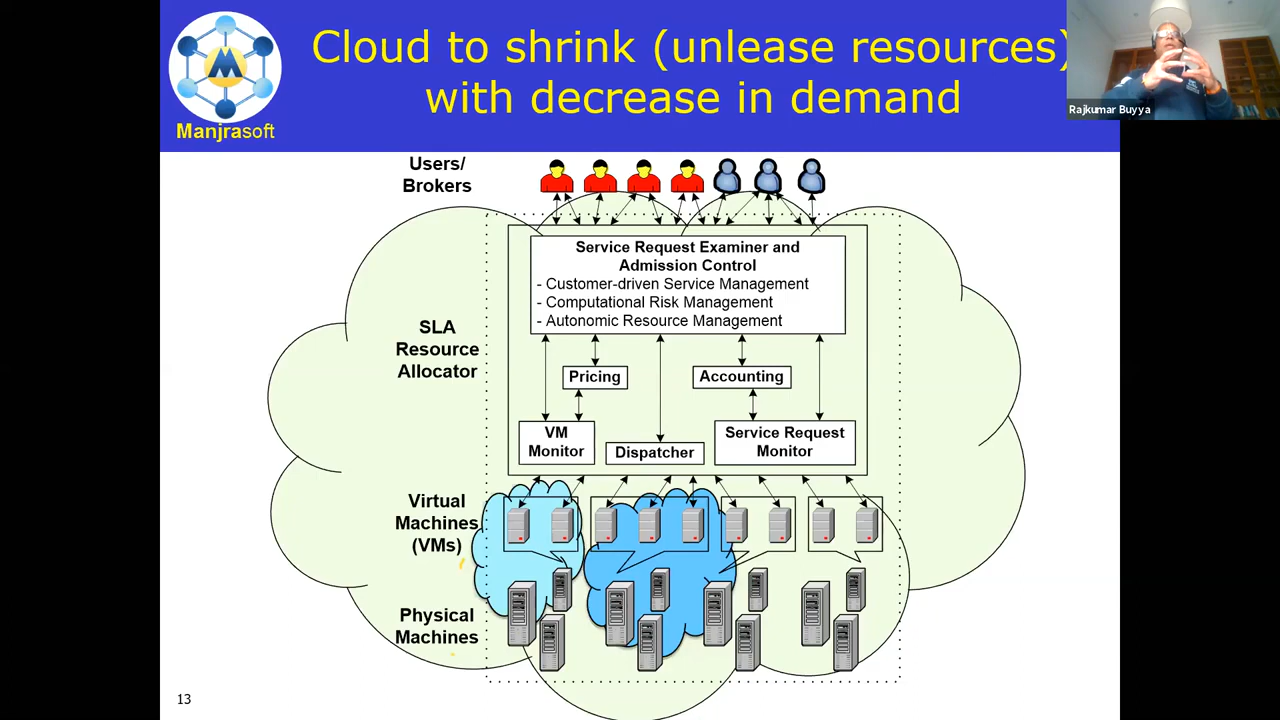 Cloud to shrink (unlease resources)
with decrease in demand
Manjrasoft
Rajkumar Buyya
Users/
Brokers
Service Request Examiner and
Admission Control
- Customer-driven Service Management
- Computational Risk Management
- Autonomic Resource Management
SLA
Resource
Allocator
Pricing
Accounting
VM
Monitor
Dispatcher
Service Request
Monitor
Virtual
Machines
(VMs)
Physical
Machines
13